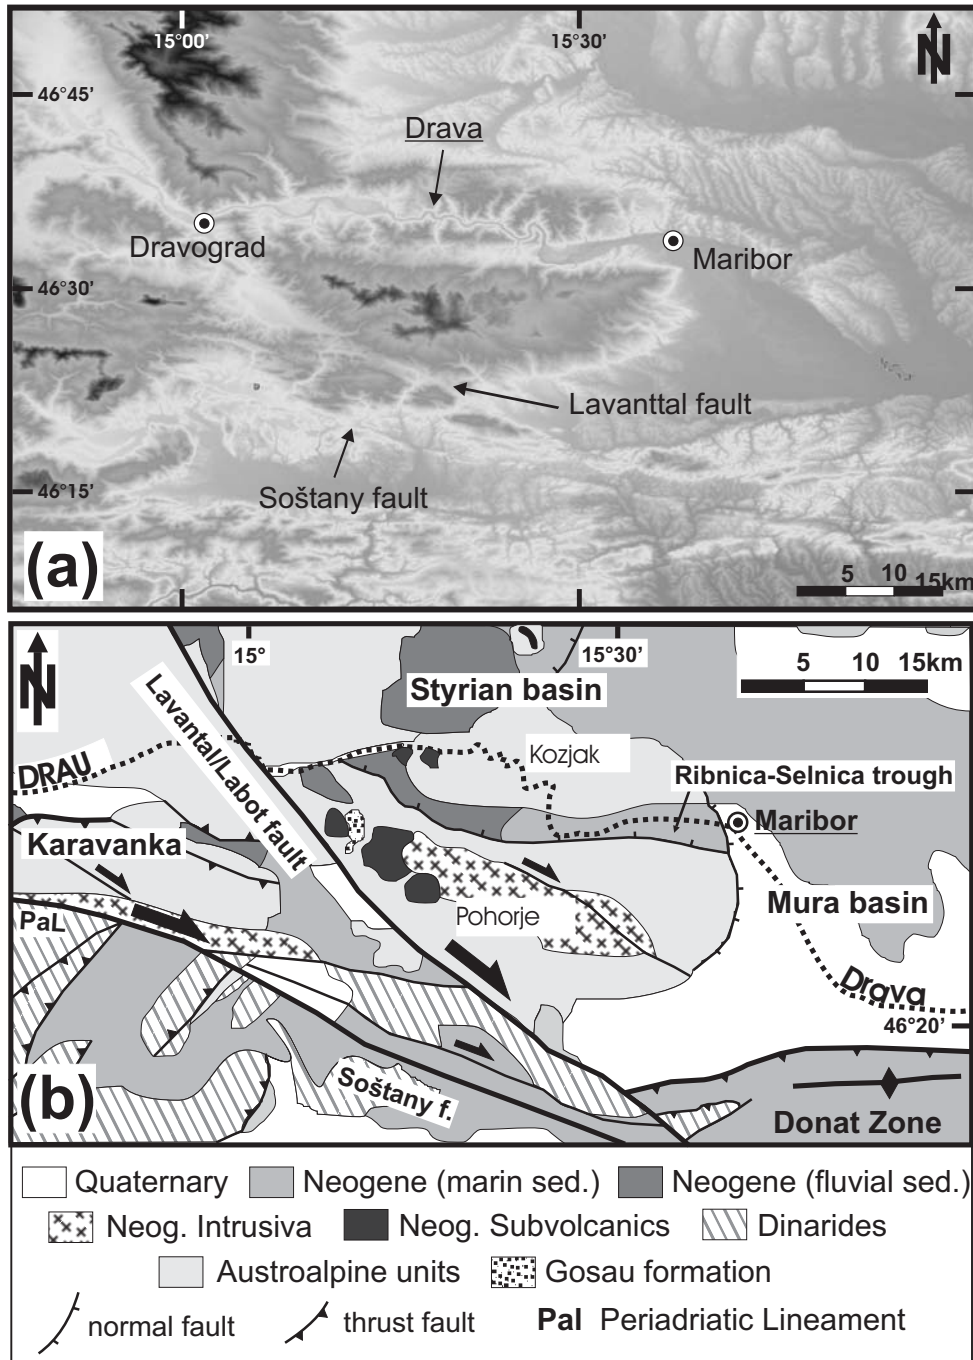 15°00’ 15°30’ N
46°45’
Drava
Dravograd
Maribor
46°30’
Lavanttal fault
Soštany fault
46°15’
(a)
5 10 15km
N
15° 15°30’
5 10 15km
Styrian basin
Lavantal/Labot fault
DRAU
Kozjak
Ribnica-Selnica trough
Maribor
Karavanka
PaL
Pohorje
Mura basin
Drava
46°20’
(b)
Soštany f.
Donat Zone
Quaternary Neogene (marin sed.) Neogene (fluvial sed.)
Neog. Intrusiva Neog. Subvolcanics Dinarides
Austroalpine units Gosau formation
normal fault thrust fault Pal Periadriatic Lineament